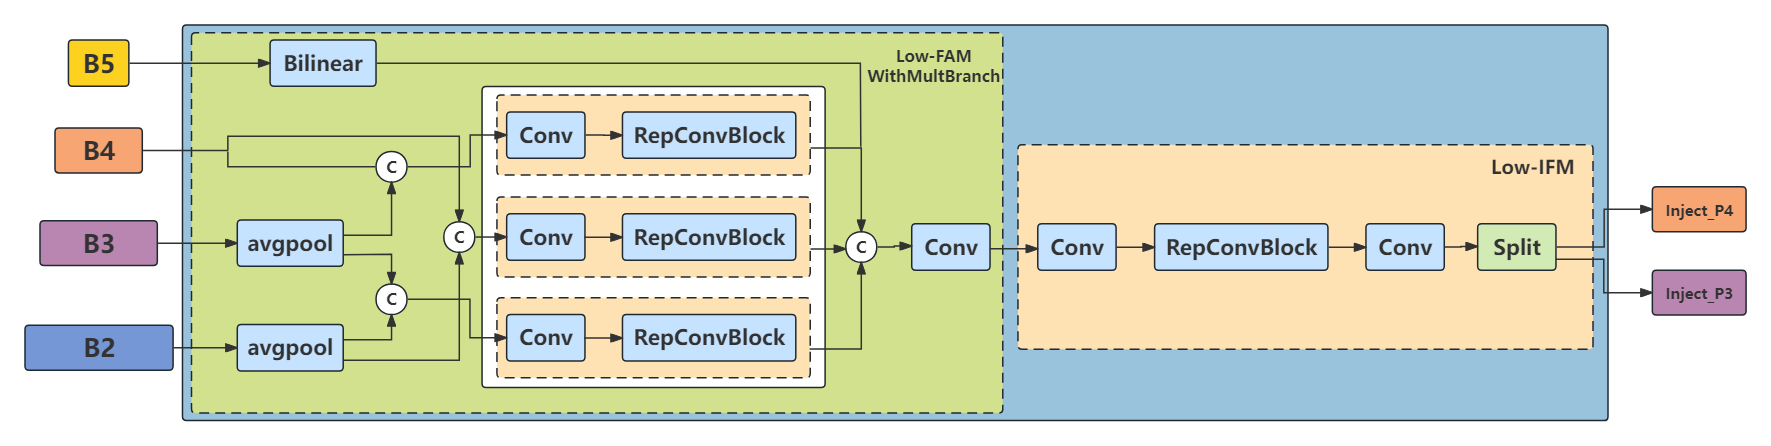 B5
Bilinear
Low-FAM
WithMultBranch
B4
C
Conv
RepConvBlock
Low-IFM
B3
avgpool
C
Conv
RepConvBlock
C
Conv
Conv
RepConvBlock
Conv
Split
Inject_P4
Inject_P3
C
B2
avgpool
Conv
RepConvBlock